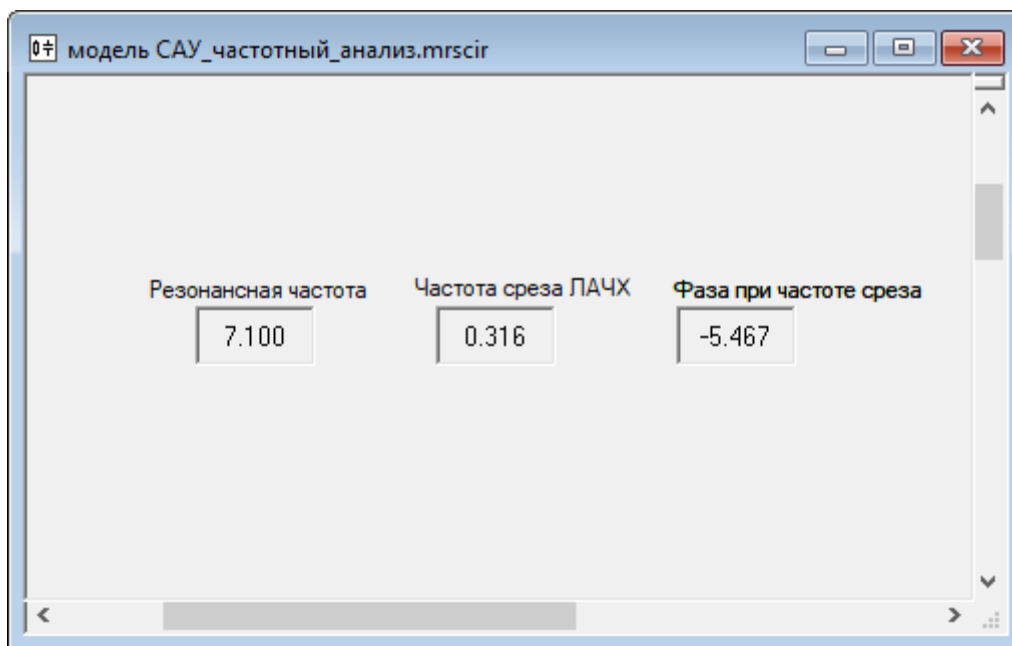 модель САУ_частотный_анализ.mrscir
Резонансная частота Частота среза ЛАЧХ Фаза при частоте среза
7.100 0.316 -5.467